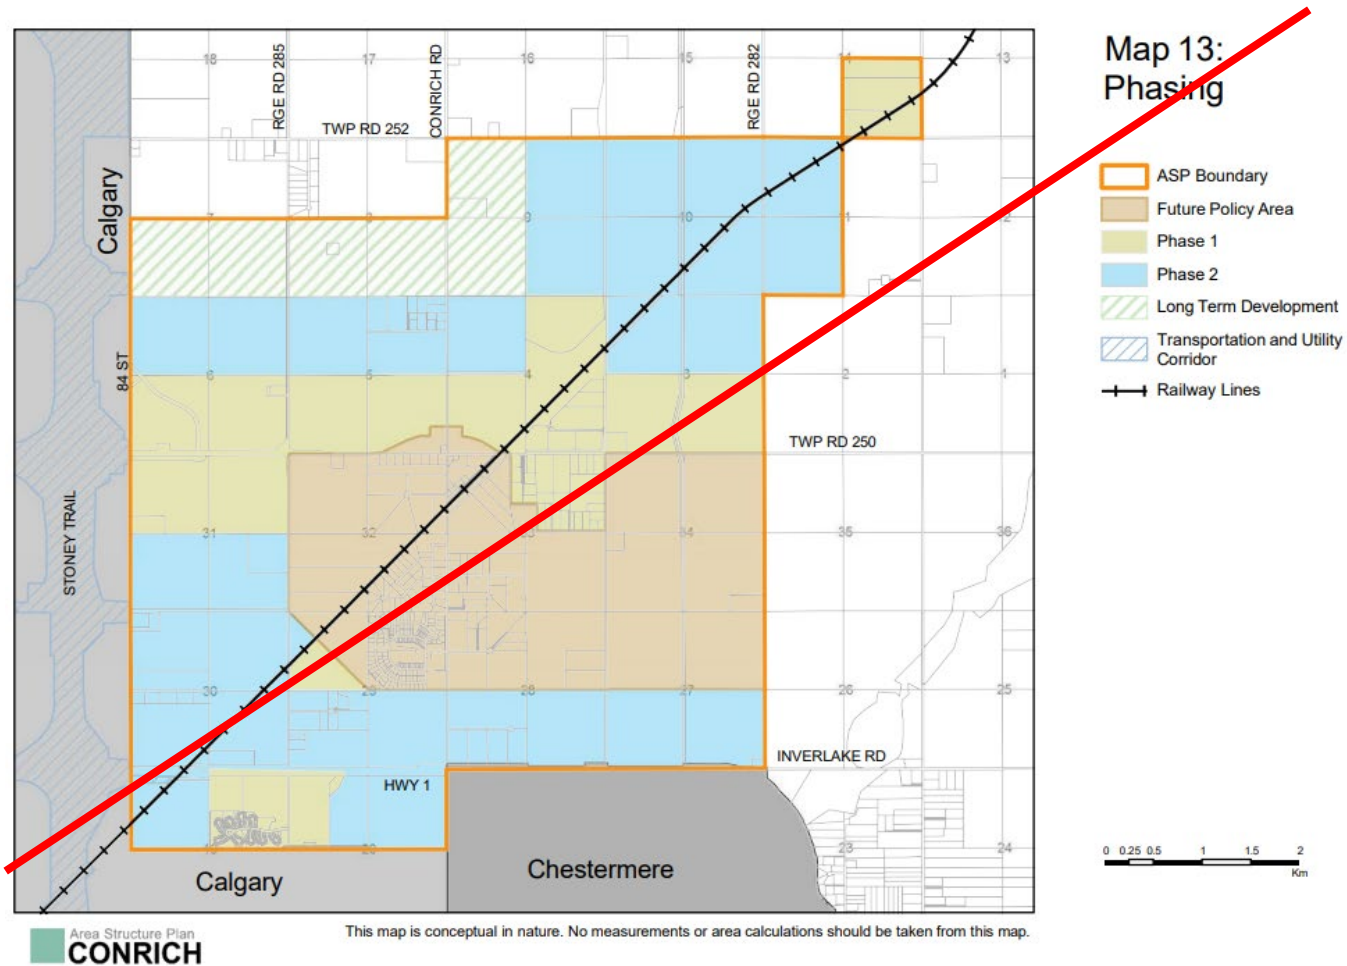 Map 13:
Phasing
ASP Boundary
Future Policy Area
Phase 1
Phase 2
Long Term Development
Transportation and Utility
Corridor
Railway Lines
18
17
16
15
14
13
RGE RD 285
CONRICH RD
RGE RD 282
TWP RD 252
Calgary
7
8
9
10
11
12
84 ST
6
5
4
3
2
1
TWP RD 250
STONEY TRAIL
31
32
33
34
35
36
30
29
28
27
26
25
INVERLAKE RD
HWY 1
19
20
23
24
Calgary
Chestermere
0 0.25 0.5 1 1.5 2
Km
Area Structure Plan
CONRICH
This map is conceptual in nature. No measurements or area calculations should be taken from this map.